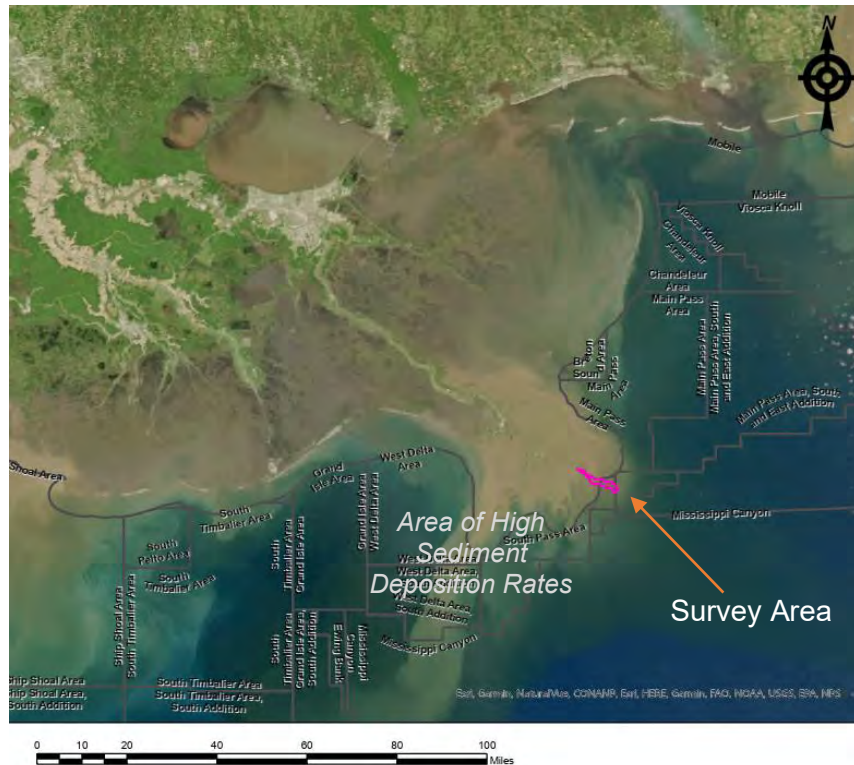 N
Mobile
Mobile
Viosca Knoll
Viosca Knoll
Chandeleur
Area
Chandeleur
Area
Main Pass
Area
Main Pass Area
Main Pass Area, South
and East Addition
Main Pass Area, South
and East Addition
Main Pass
Area
Main Pass
Area
Shoal Area
West Delta
Area
Grand
Isle Area
South
Timbalier Area
Grand Isle Area
West Delta Area
Area of High
Sediment
Deposition Rates
South Pass Area
Mississippi Canyon
Survey Area
South
Pelto Area
South
Timbalier Area
South
Timbalier Area
Grand Isle Area
West Delta Area
West Delta Area,
South Addition
West Delta Area,
South Addition
Ship Shoal Area
South Timbalier Area
South
Timbalier Area
Grand Isle Area,
South Addition
Ewing Bank
Mississippi
Canyon
Mississippi Canyon
Ship Shoal Area
Ship Shoal Area,
South Addition
South Timbalier Area
South Timbalier Area,
South Addition
Esri, Garmin, NaturalVue, CONANP, Esri, HERE, Garmin, FAO, NOAA, USGS, EPA, NPS
0 10 20 40 60 80 100
Miles